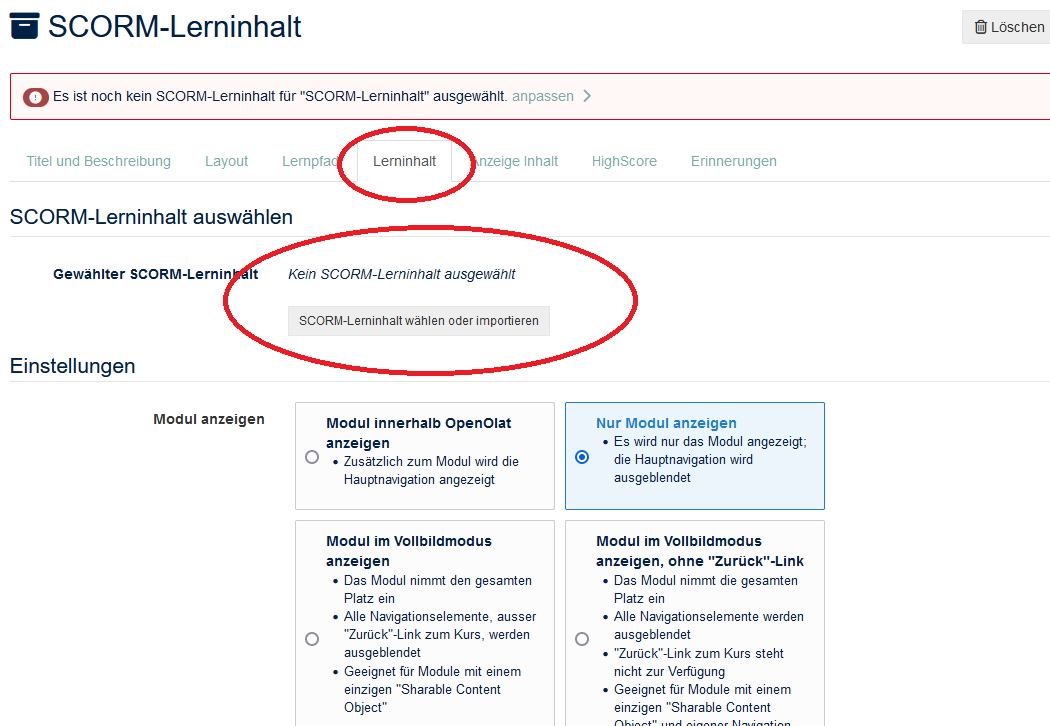 SCORM-Lerninhalt
Löschen
Es ist noch kein SCORM-Lerninhalt für "SCORM-Lerninhalt" ausgewählt. anpassen
Titel und Beschreibung Layout Lernpfad Lerninhalt Anzeige Inhalt HighScore Erinnerungen
SCORM-Lerninhalt auswählen
Gewählter SCORM-Lerninhalt Kein SCORM-Lerninhalt ausgewählt
SCORM-Lerninhalt wählen oder importieren
Einstellungen
Modul anzeigen
Modul innerhalb OpenOlat
anzeigen
• Zusätzlich zum Modul wird die
Hauptnavigation angezeigt
Nur Modul anzeigen
• Es wird nur das Modul angezeigt;
die Hauptnavigation wird
ausgeblendet
Modul im Vollbildmodus
anzeigen
• Das Modul nimmt den gesamten
Platz ein
• Alle Navigationselemente, ausser
"Zurück"-Link zum Kurs, werden
ausgeblendet
• Geeignet für Module mit einem
einzigen "Sharable Content
Object"
Modul im Vollbildmodus
anzeigen, ohne "Zurück"-Link
• Das Modul nimmt die gesamten
Platz ein
• Alle Navigationselemente werden
ausgeblendet
• "Zurück"-Link zum Kurs steht
nicht zur Verfügung
• Geeignet für Module mit einem
einzigen "Sharable Content
Object" und eigener Navigation